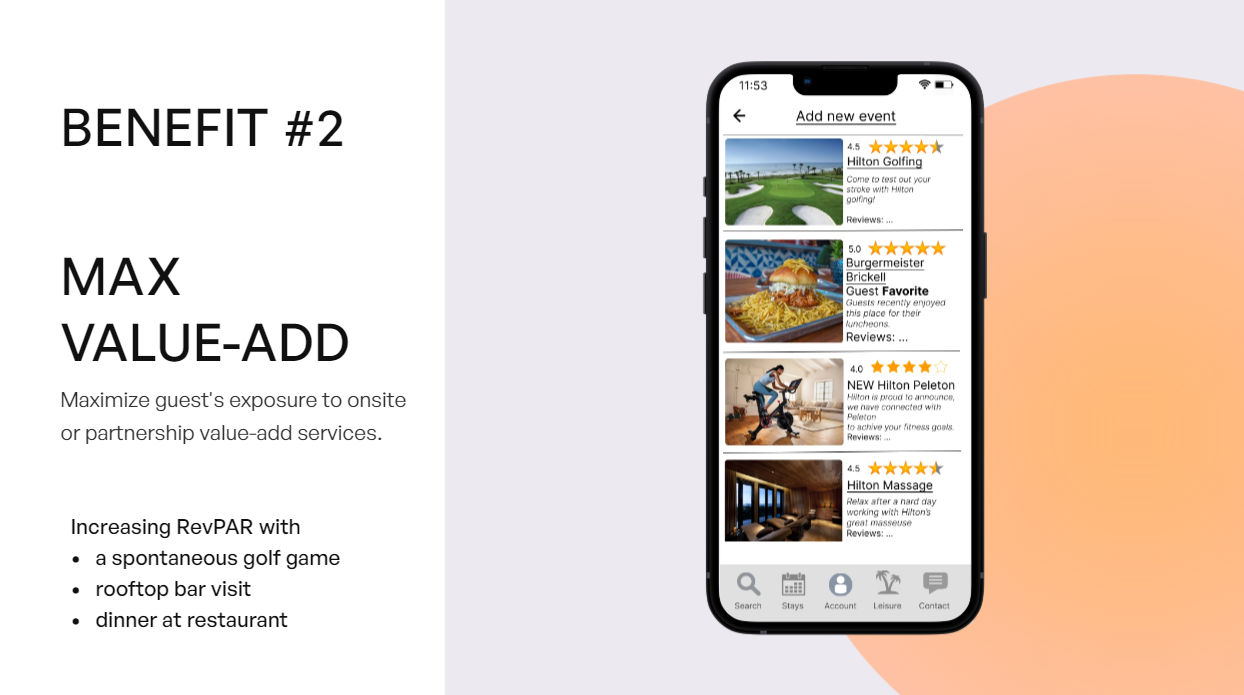 BENEFIT #2
MAX
VALUE-ADD
Maximize guest's exposure to onsite
or partnership value-add services.
Increasing RevPAR with
• a spontaneous golf game
• rooftop bar visit
• dinner at restaurant
11:53
Add new event
4.5
Hilton Golfing
Come to test out your
stroke with Hilton
golfing!
Reviews: ...
5.0
Burgermeister
Brickell
Guest Favorite
Guests recently enjoyed
this place for their
luncheons.
Reviews: ...
4.0
NEW Hilton Peleton
Hilton is proud to announce,
we have connected with
Peleton
to achive your fitness goals.
Reviews: ...
4.5
Hilton Massage
Relax after a hard day
working with Hilton's
great masseuse
Reviews: ...
Search Stays Account Leisure Contact